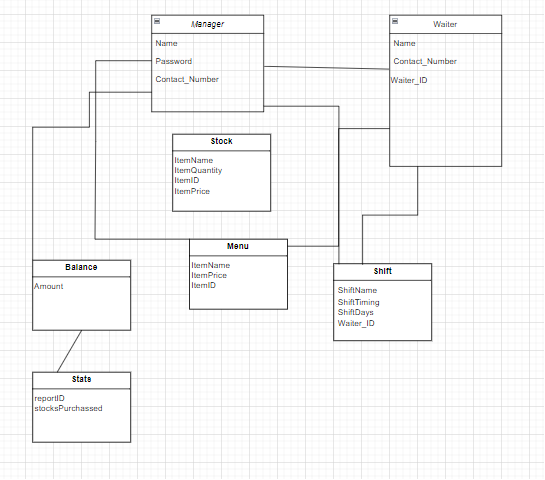 Manager
Name
Password
Contact_Number
Waiter
Name
Contact_Number
Waiter_ID
Stock
ItemName
ItemQuantity
ItemID
ItemPrice
Menu
ItemName
ItemPrice
ItemID
Balance
Amount
Shift
ShiftName
ShiftTiming
ShiftDays
Waiter_ID
Stats
reportID
stocksPurchassed